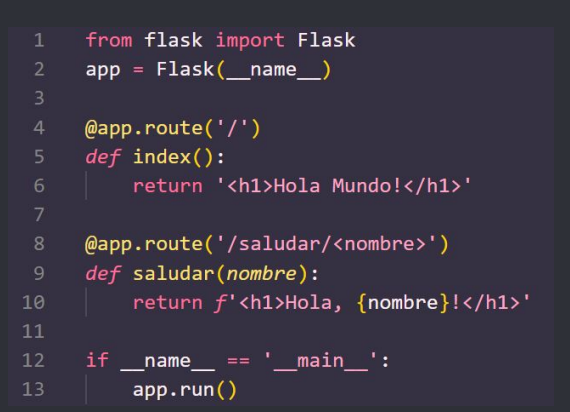 1 from flask import Flask
2 app = Flask(__name__)
3
4 @app.route('/')
5 def index():
6     return '<h1>Hola Mundo!</h1>'
7
8 @app.route('/saludar/<nombre>')
9 def saludar(nombre):
10     return f'<h1>Hola, {nombre}!</h1>'
11
12 if __name__ == '__main__':
13     app.run()